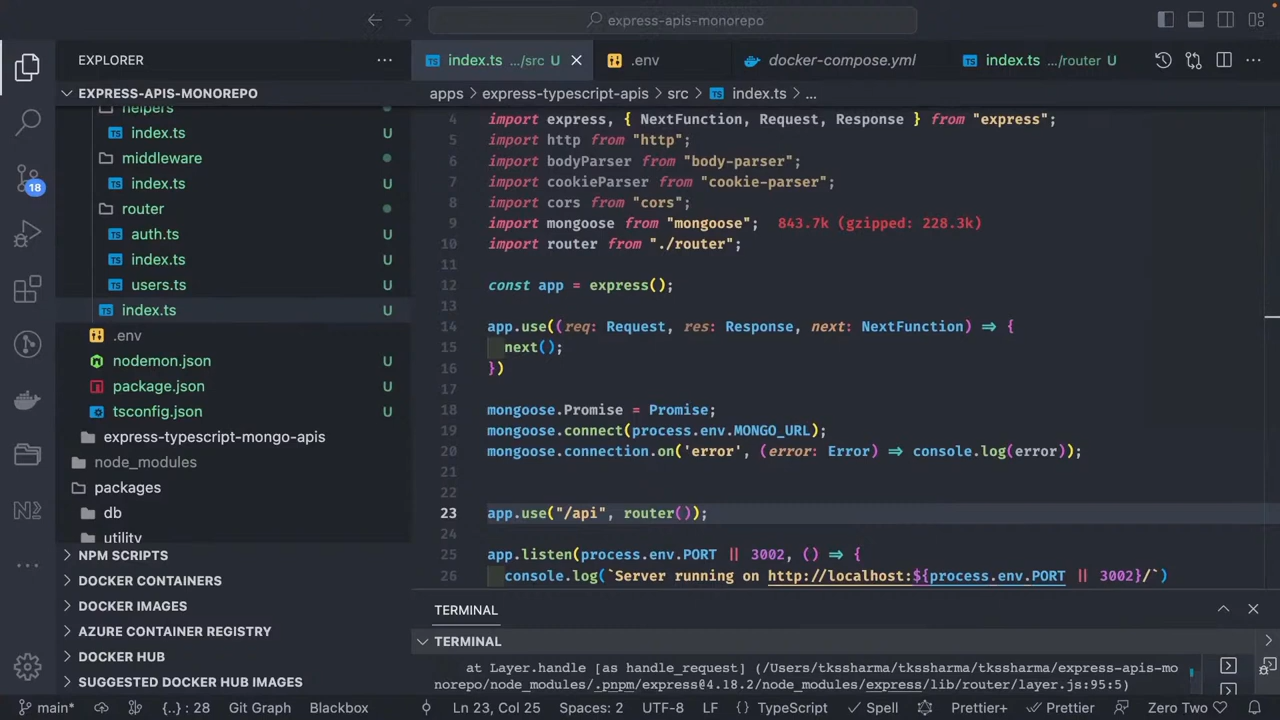 express-apis-monorepo
EXPLORER
index.ts .../src U
.env
docker-compose.yml
index.ts .../router U
EXPRESS-APIS-MONOREPO
apps > express-typescript-apis > src > index.ts > ...
helpers
index.ts U
middleware
index.ts U
router
auth.ts U
index.ts U
users.ts U
index.ts U
.env
nodemon.json U
package.json U
tsconfig.json U
express-typescript-mongo-apis
node_modules
packages
db
utility
NPM SCRIPTS
DOCKER CONTAINERS
DOCKER IMAGES
AZURE CONTAINER REGISTRY
DOCKER HUB
SUGGESTED DOCKER HUB IMAGES
18
4 import express, { NextFunction, Request, Response } from "express";
5 import http from "http";
6 import bodyParser from "body-parser";
7 import cookieParser from "cookie-parser";
8 import cors from "cors";
9 import mongoose from "mongoose"; 843.7k (gzipped: 228.3k)
10 import router from "./router";
11
12 const app = express();
13
14 app.use((req: Request, res: Response, next: NextFunction) => {
15 next();
16 })
17
18 mongoose.Promise = Promise;
19 mongoose.connect(process.env.MONGO_URL);
20 mongoose.connection.on('error', (error: Error) => console.log(error));
21
22
23 app.use("/api", router());
24
25 app.listen(process.env.PORT || 3002, () => {
26 console.log(`Server running on http://localhost:${process.env.PORT || 3002}/`)
TERMINAL
TERMINAL
at Layer.handle [as handle_request] (/Users/tkssharma/tkssharma/express-apis-mo
norepo/node_modules/.pnpm/express@4.18.2/node_modules/express/lib/router/layer.js:95:5)
main* {..} : 28 Git Graph Blackbox Ln 23, Col 25 Spaces: 2 UTF-8 LF {} TypeScript Spell Prettier+ Prettier Zero Two